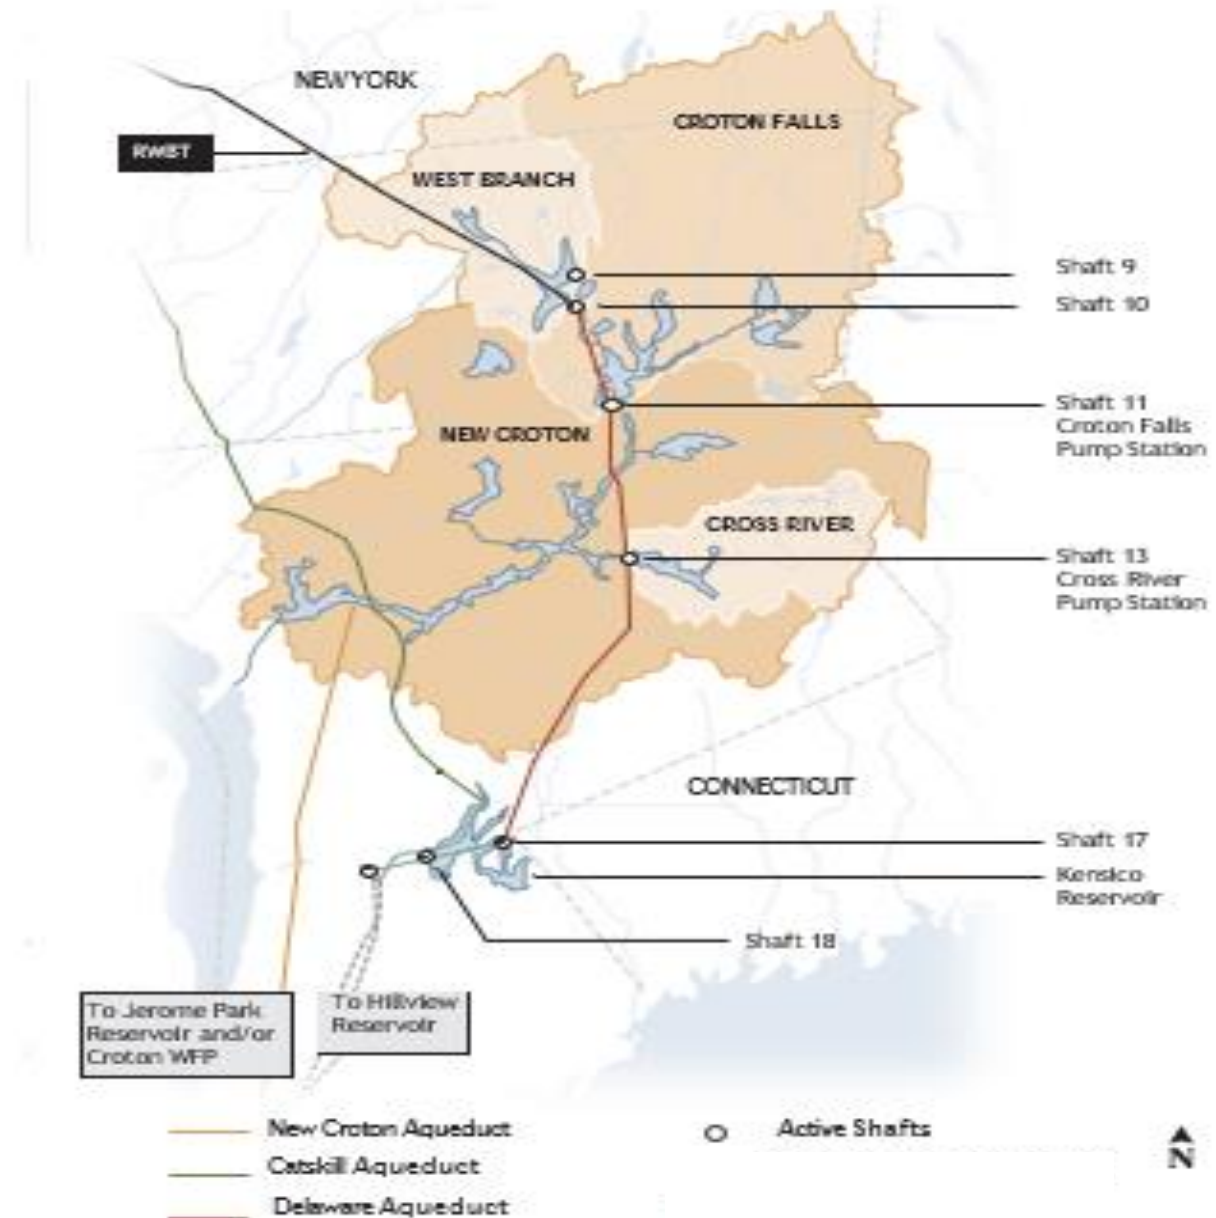 NEW YORK
CROTON FALLS
RWBT
WEST BRANCH
Shaft 9
Shaft 10
Shaft 11
Croton Falls
Pump Station
NEW CROTON
CROSS RIVER
Shaft 13
Cross River
Pump Station
CONNECTICUT
Shaft 17
Kensico
Reservoir
Shaft 18
To Jerome Park
Reservoir and/or
Croton WFP
To Hillview
Reservoir
New Croton Aqueduct
Catskill Aqueduct
Delaware Aqueduct
Active Shafts
N